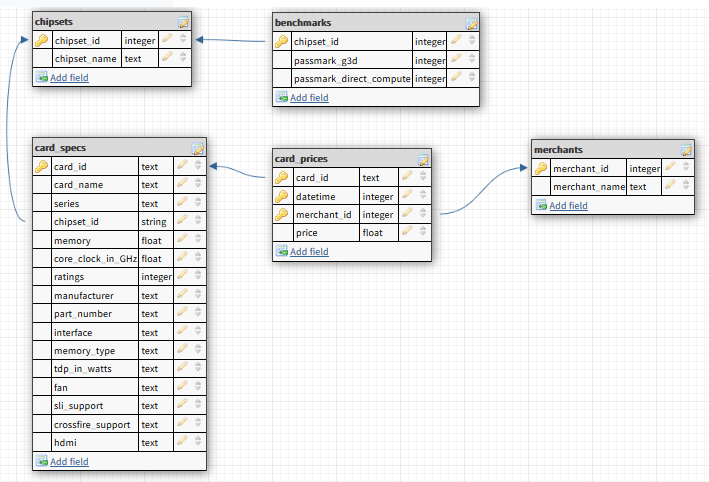 chipsets
chipset_id integer
chipset_name text
Add field
benchmarks
chipset_id integer
passmark_g3d integer
passmark_direct_compute integer
Add field
card_specs
card_id text
card_name text
series text
chipset_id string
memory float
core_clock_in_GHz float
ratings integer
manufacturer text
part_number text
interface text
memory_type text
tdp_in_watts text
fan text
sli_support text
crossfire_support text
hdmi text
Add field
card_prices
card_id text
datetime integer
merchant_id integer
price float
Add field
merchants
merchant_id integer
merchant_name text
Add field